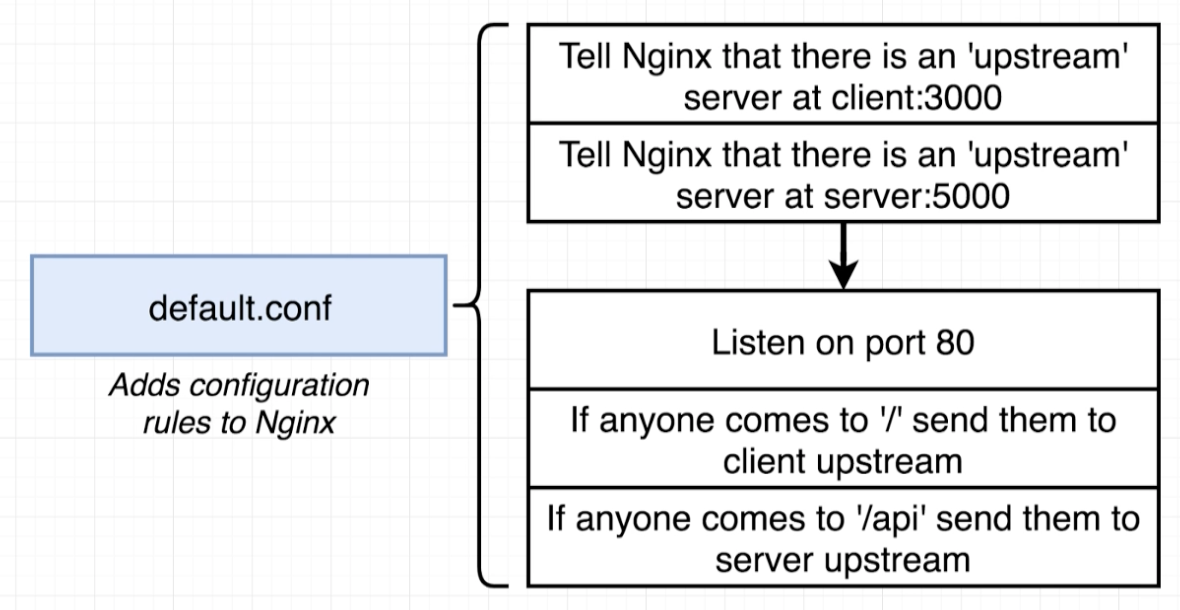 default.conf
Adds configuration
rules to Nginx
Tell Nginx that there is an 'upstream'
server at client:3000
Tell Nginx that there is an 'upstream'
server at server:5000
Listen on port 80
If anyone comes to '/' send them to
client upstream
If anyone comes to '/api' send them to
server upstream